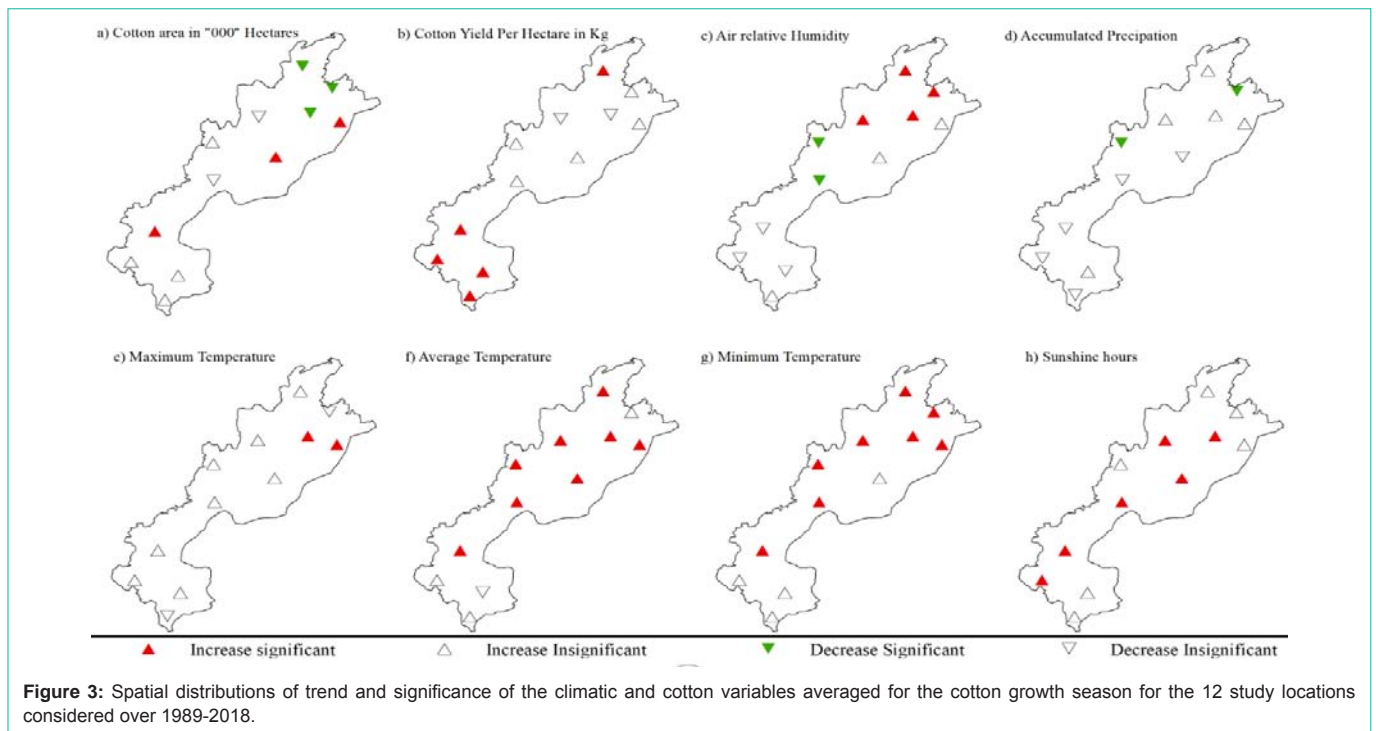 a) Cotton area in "000" Hectares
b) Cotton Yield Per Hectare in Kg
c) Air relative Humidity
d) Accumulated Precipation
e) Maximum Temperature
f) Average Temperature
g) Minimum Temperature
h) Sunshine hours
Increase significant
Increase Insignificant
Decrease Significant
Decrease Insignificant
Figure 3: Spatial distributions of trend and significance of the climatic and cotton variables averaged for the cotton growth season for the 12 study locations
considered over 1989-2018.